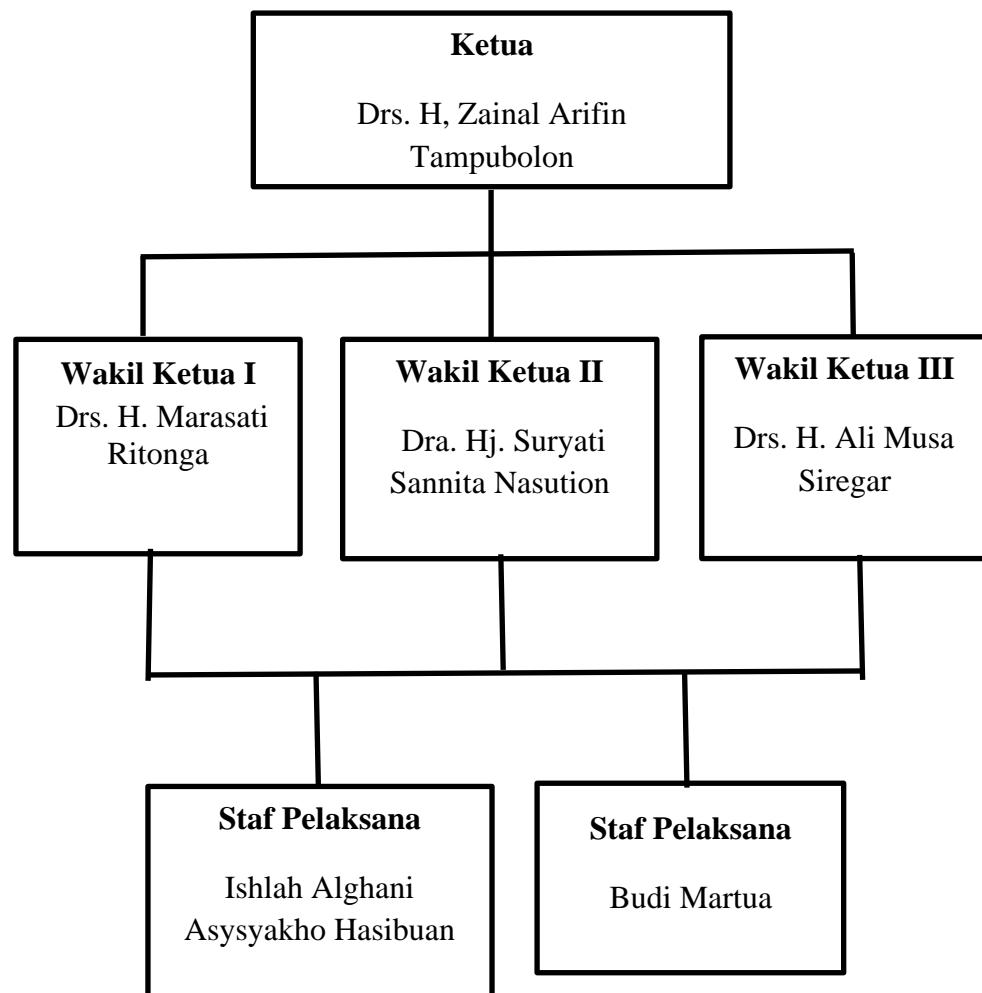 Ketua
Drs. H, Zainal Arifin
Tampubolon
Wakil Ketua I
Drs. H. Marasati
Ritonga
Wakil Ketua II
Dra. Hj. Suryati
Sannita Nasution
Wakil Ketua III
Drs. H. Ali Musa
Siregar
Staf Pelaksana
Ishlah Alghani
Asysyakho Hasibuan
Staf Pelaksana
Budi Martua